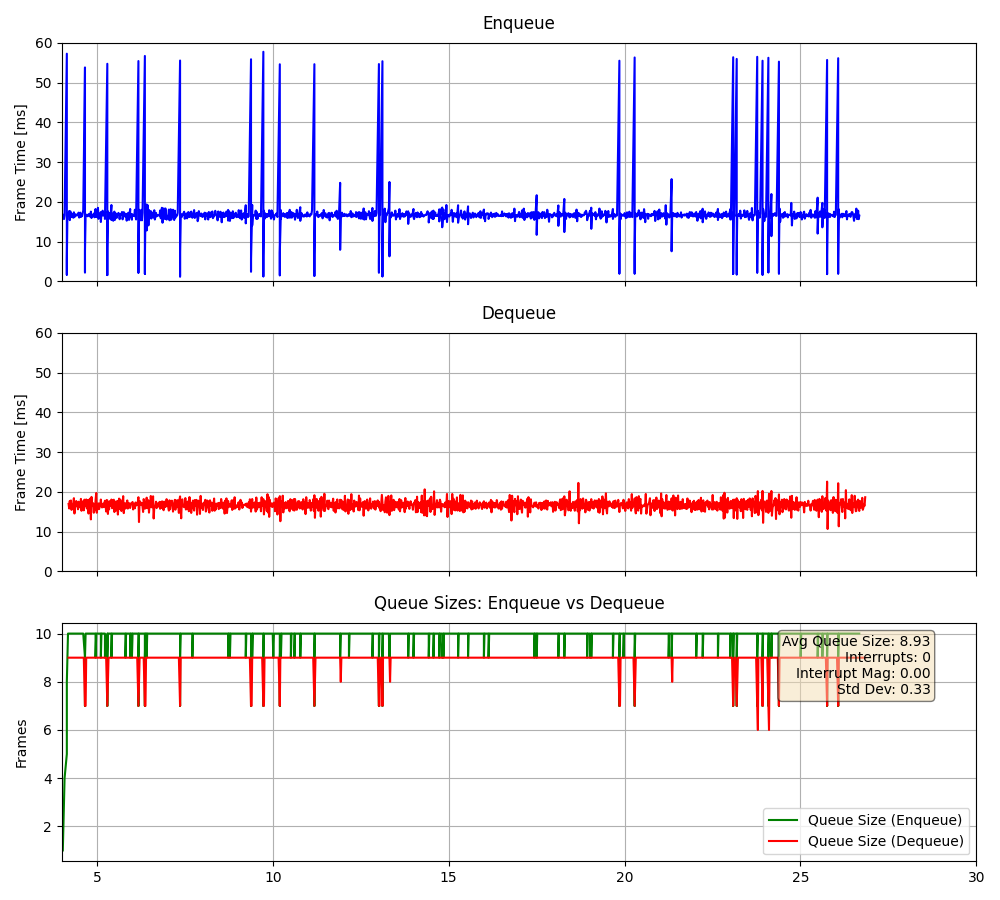 Enqueue
60
50
40
30
20
10
0
Frame Time [ms]
Dequeue
60
50
40
30
20
10
0
Frame Time [ms]
Queue Sizes: Enqueue vs Dequeue
10
8
6
4
2
Frames
Avg Queue Size: 8.93
Interrupts: 0
Interrupt Mag: 0.00
Std Dev: 0.33
Queue Size (Enqueue)
Queue Size (Dequeue)
5 10 15 20 25 30